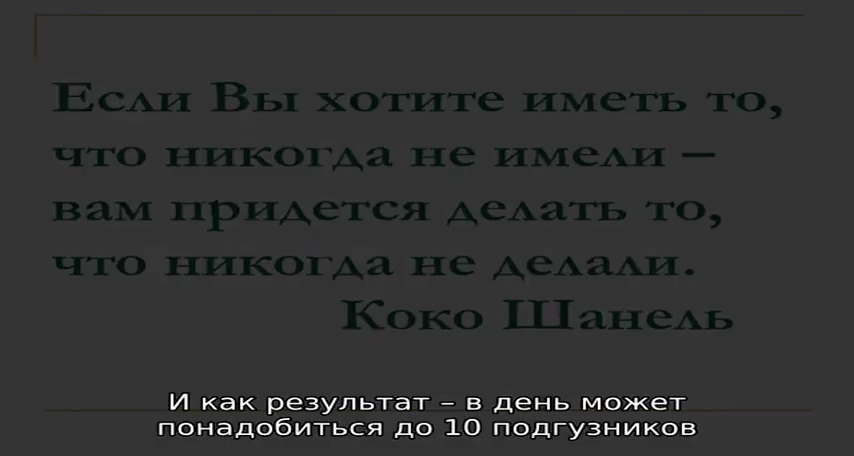 Если Вы хотите иметь то,
что никогда не имели –
вам придется делать то,
что никогда не делали.
Коко Шанель
И как результат – в день может
понадобиться до 10 подгузников